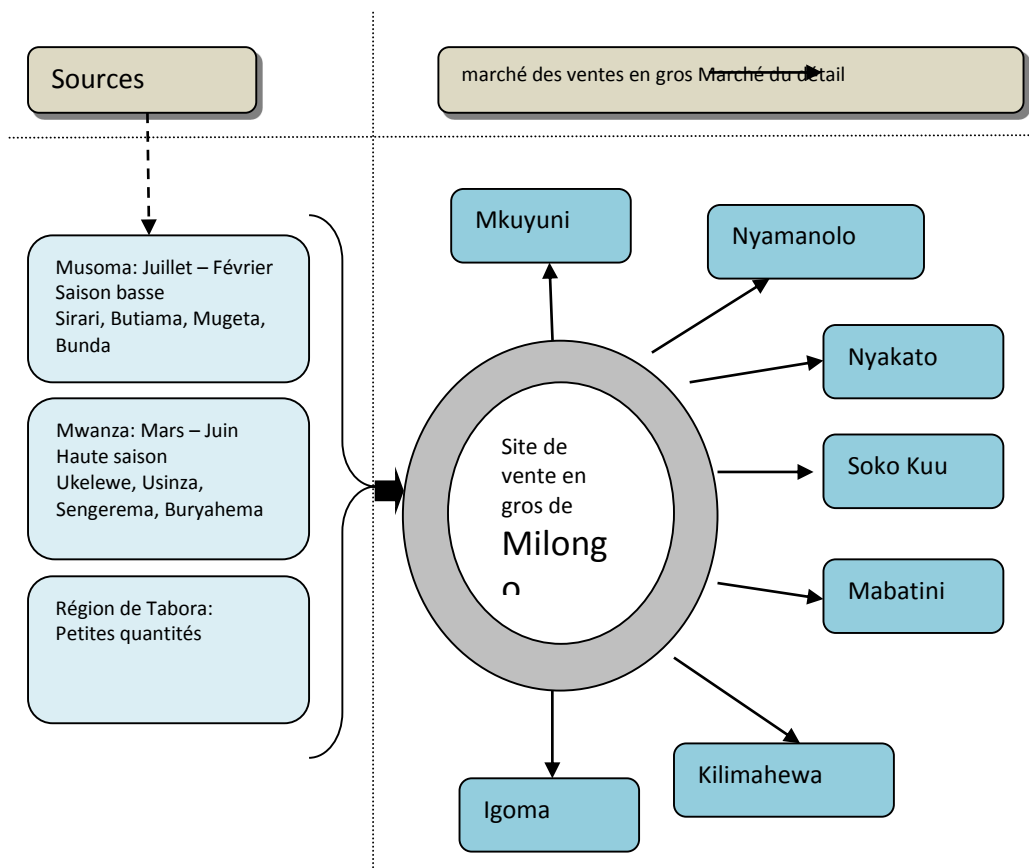 Sources
marché des ventes en gros Marché du détail
Musoma: Juillet – Février
Saison basse
Sirari, Butiama, Mugeta,
Bunda
Mwanza: Mars – Juin
Haute saison
Ukelewe, Usinza,
Sengerema, Buryahema
Région de Tabora:
Petites quantités
Mkuyuni
Nyamanolo
Nyakato
Soko Kuu
Mabatini
Kilimahewa
Igoma
Site de
vente en
gros de
Milong
o